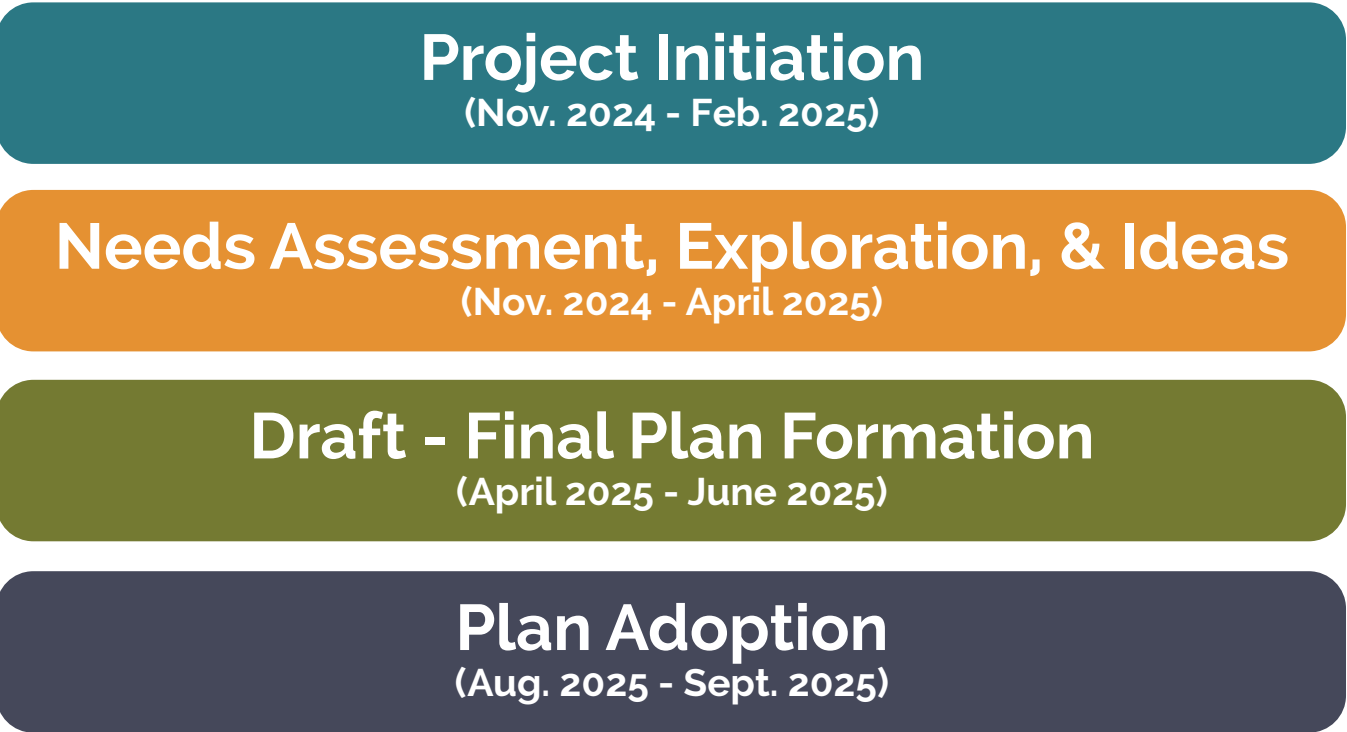 Project Initiation
(Nov. 2024 - Feb. 2025)
Needs Assessment, Exploration, & Ideas
(Nov. 2024 - April 2025)
Draft - Final Plan Formation
(April 2025 - June 2025)
Plan Adoption
(Aug. 2025 - Sept. 2025)